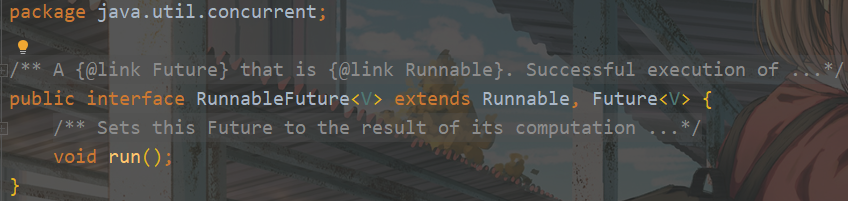 package java.util.concurrent;
/** A {@link Future} that is {@link Runnable}. Successful execution of ...*/
public interface RunnableFuture<V> extends Runnable, Future<V> {
    /** Sets this Future to the result of its computation ...*/
    void run();
}